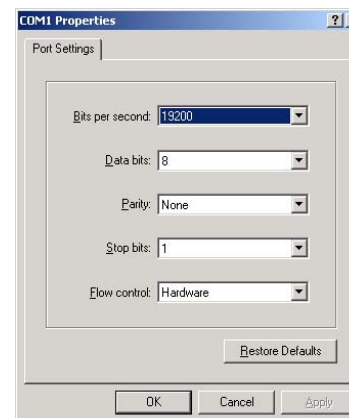 COM1 Properties
?
Port Settings
Bits per second: 19200
Data bits: 8
Parity: None
Stop bits: 1
Flow control: Hardware
Restore Defaults
OK Cancel Apply